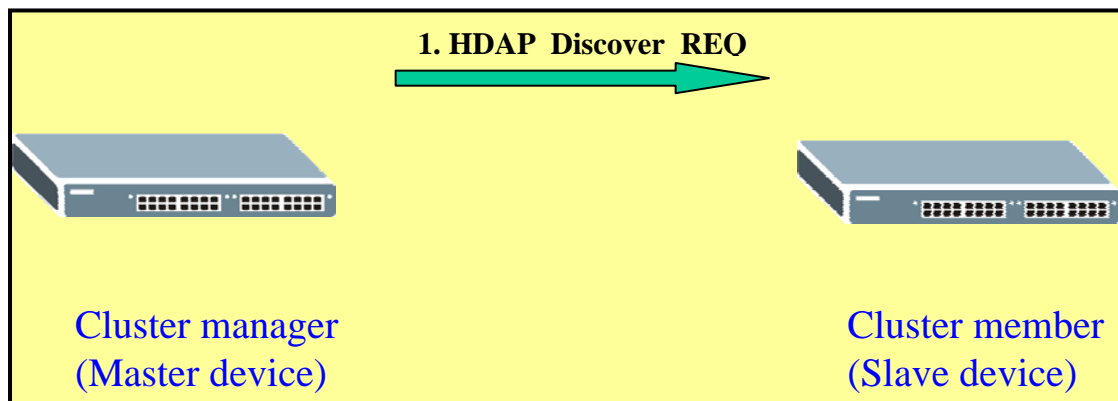 1. HDAP Discover REQ
Cluster manager
(Master device)
Cluster member
(Slave device)